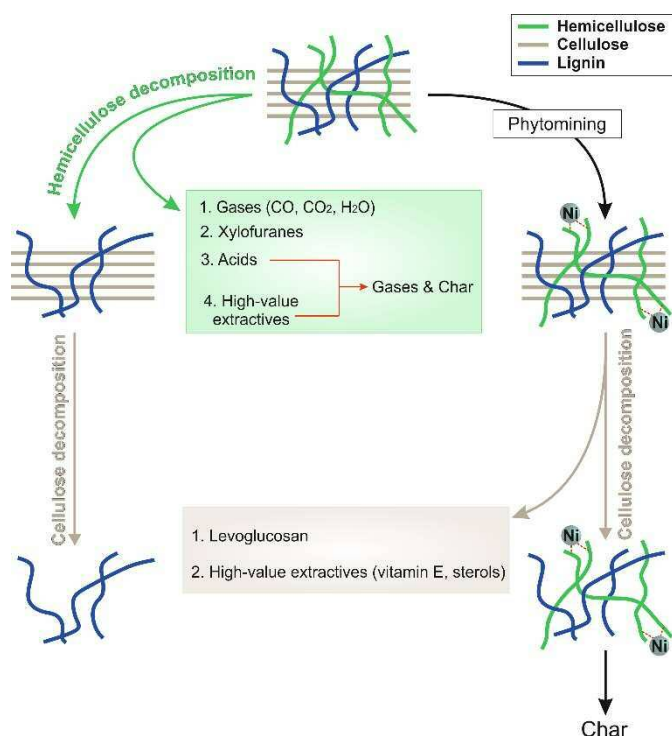 Hemicellulose
Cellulose
Lignin
Hemicellulose decomposition
Phytomining
1. Gases (CO, CO2, H2O)
2. Xylofuranes
3. Acids
Gases & Char
4. High-value
extractives
Ni
Ni
Cellulose decomposition
Cellulose decomposition
1. Levoglucosan
2. High-value extractives (vitamin E, sterols)
Ni
Ni
Char